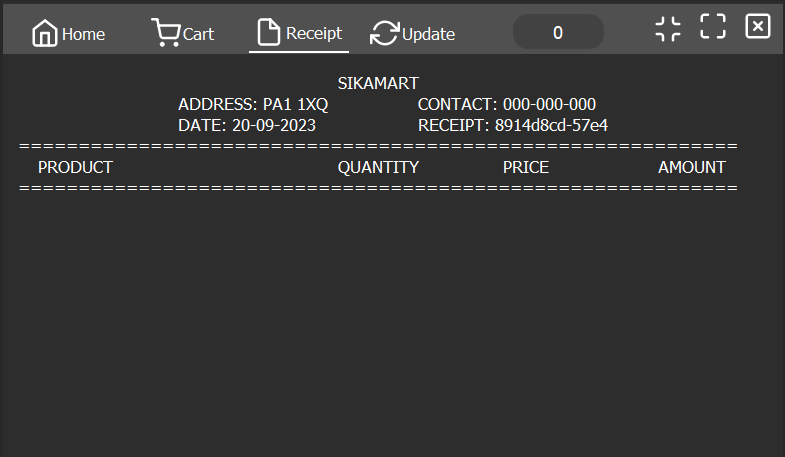 Home Cart Receipt Update 0
SIKAMART
ADDRESS: PA1 1XQ CONTACT: 000-000-000
DATE: 20-09-2023 RECEIPT: 8914d8cd-57e4
============================================================
PRODUCT QUANTITY PRICE AMOUNT
============================================================